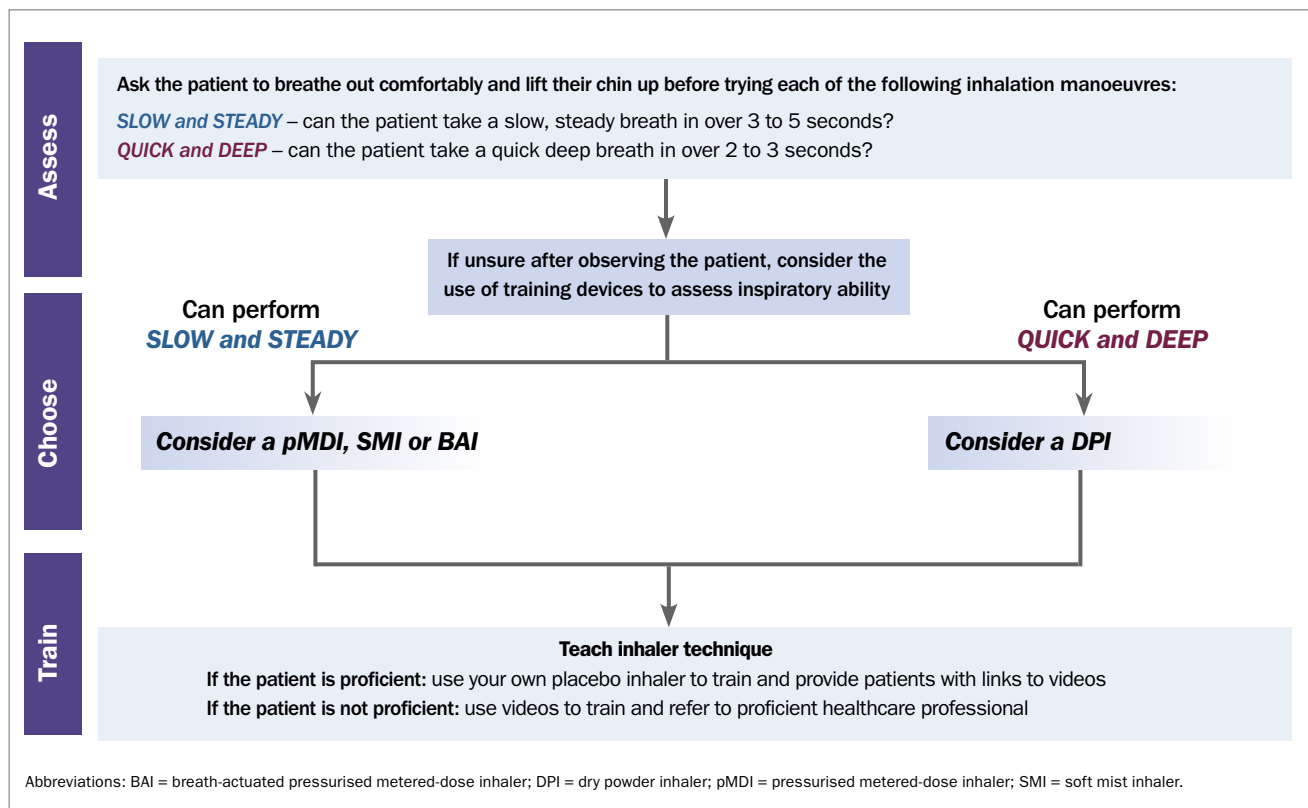 Assess
Ask the patient to breathe out comfortably and lift their chin up before trying each of the following inhalation manoeuvres:
SLOW and STEADY – can the patient take a slow, steady breath in over 3 to 5 seconds?
QUICK and DEEP – can the patient take a quick deep breath in over 2 to 3 seconds?
If unsure after observing the patient, consider the
use of training devices to assess inspiratory ability
Choose
Can perform
SLOW and STEADY
Can perform
QUICK and DEEP
Consider a pMDI, SMI or BAI
Consider a DPI
Train
Teach inhaler technique
If the patient is proficient: use your own placebo inhaler to train and provide patients with links to videos
If the patient is not proficient: use videos to train and refer to proficient healthcare professional
Abbreviations: BAI = breath-actuated pressurised metered-dose inhaler; DPI = dry powder inhaler; pMDI = pressurised metered-dose inhaler; SMI = soft mist inhaler.